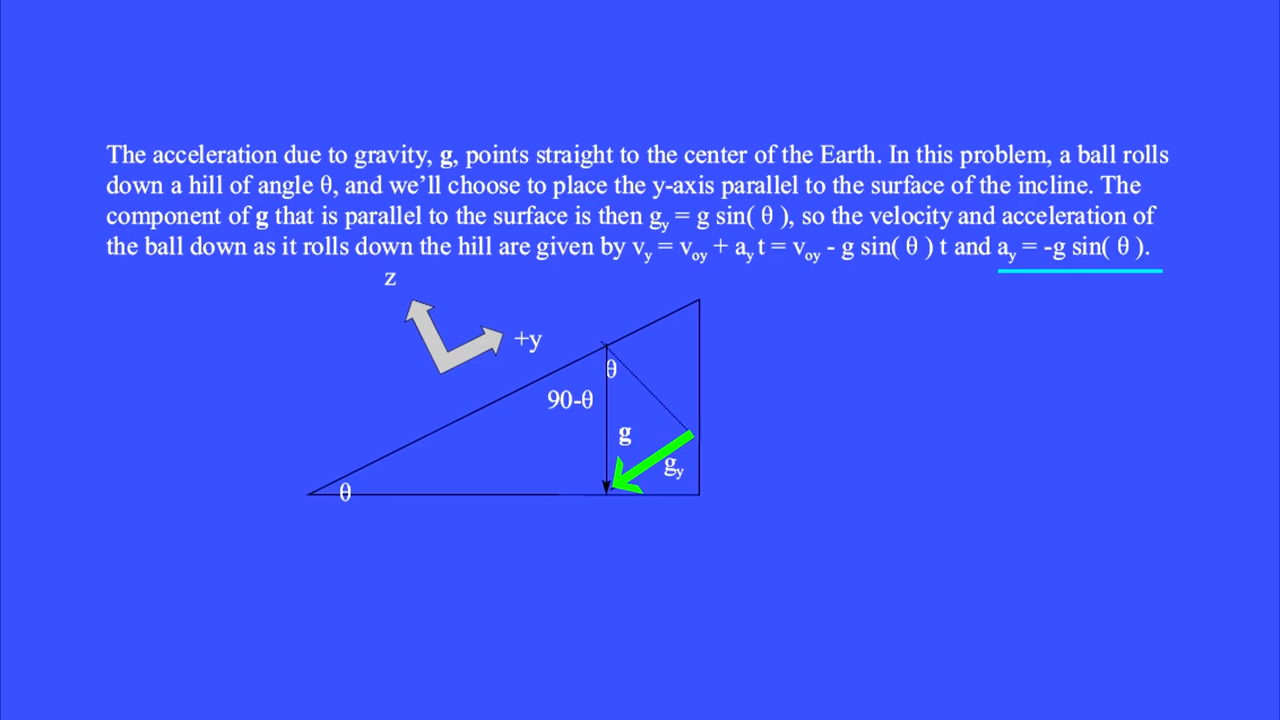 The acceleration due to gravity, g, points straight to the center of the Earth. In this problem, a ball rolls
down a hill of angle θ, and we’ll choose to place the y-axis parallel to the surface of the incline. The
component of g that is parallel to the surface is then gy = g sin( θ ), so the velocity and acceleration of
the ball down as it rolls down the hill are given by vy = voy + ay t = voy - g sin( θ ) t and ay = -g sin( θ ).
z
+y
θ
90-θ
g
gy
θ